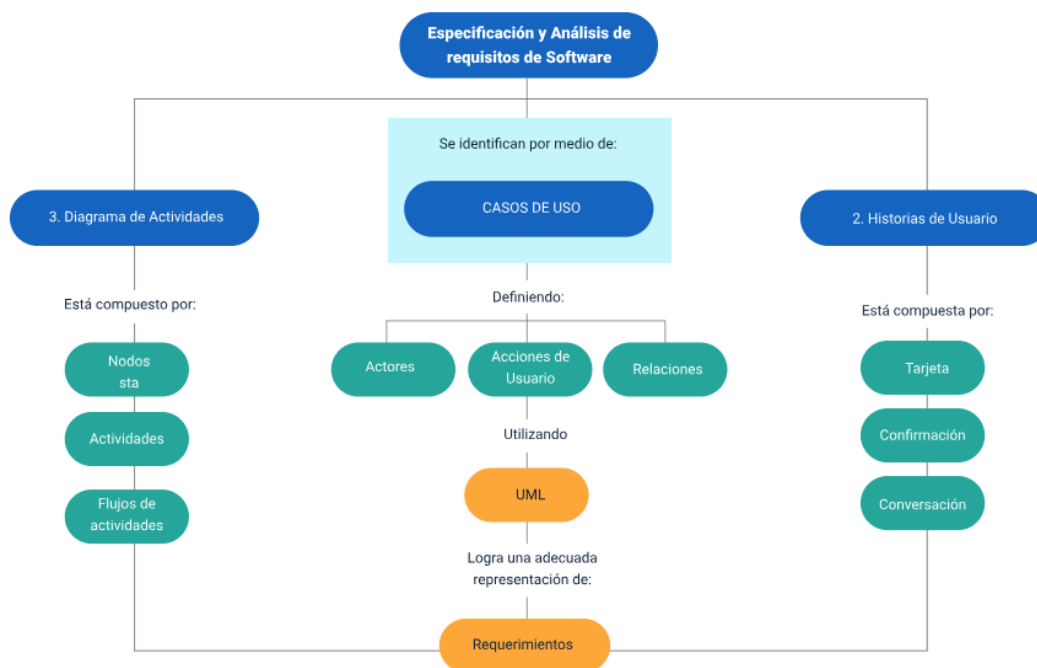 Especificación y Análisis de
requisitos de Software
Se identifican por medio de:
CASOS DE USO
3. Diagrama de Actividades
2. Historias de Usuario
Está compuesto por:
Definiendo:
Está compuesta por:
Nodos
sta
Actores
Acciones de
Usuario
Relaciones
Tarjeta
Actividades
Utilizando
Confirmación
Flujos de
actividades
UML
Conversación
Logra una adecuada
representación de:
Requerimientos